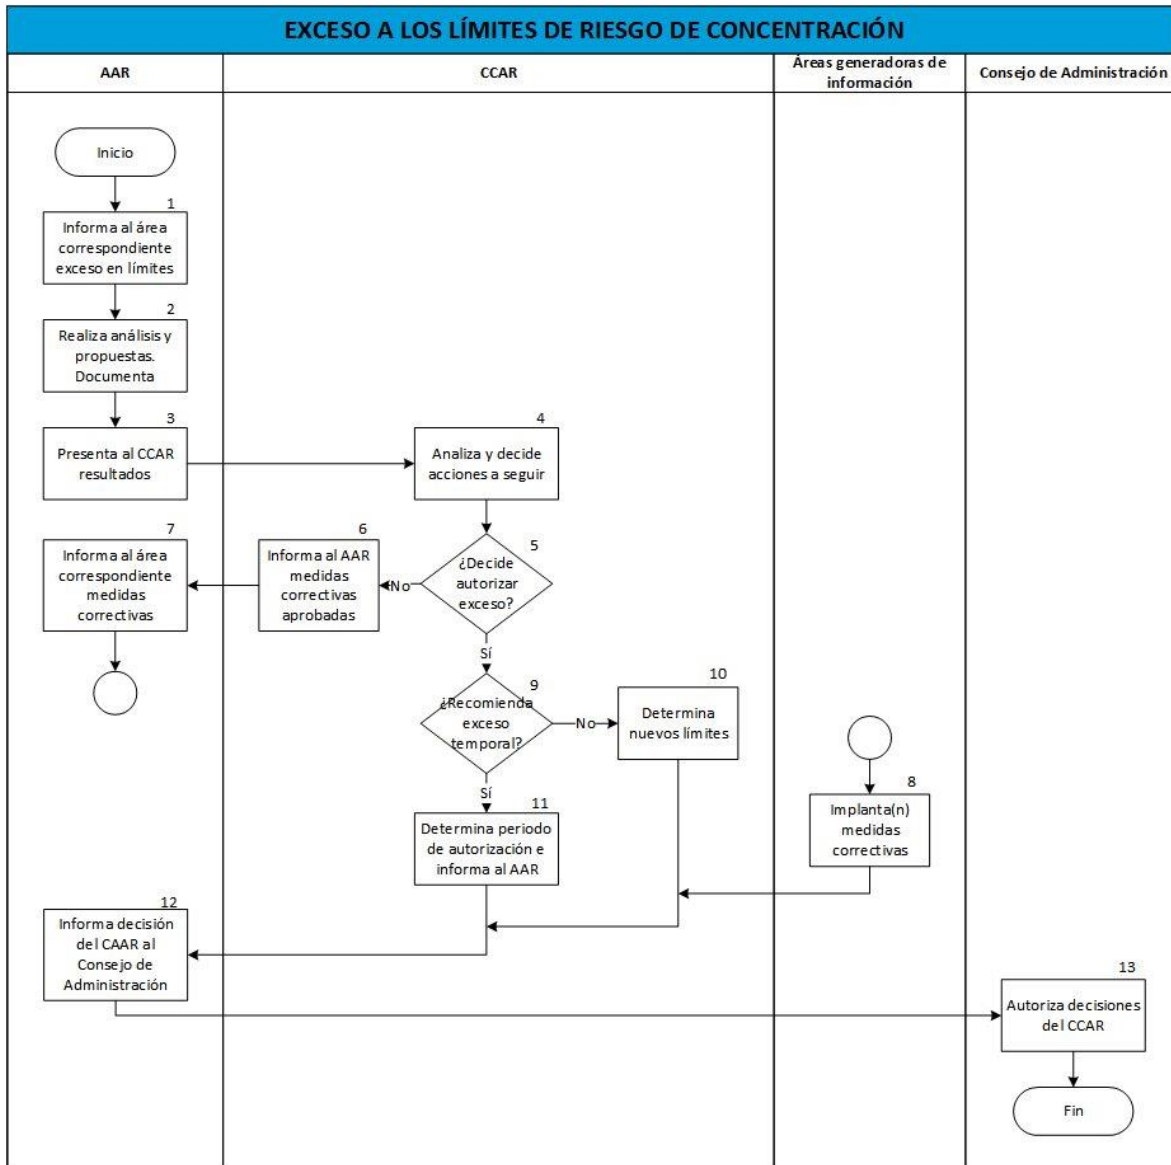 EXCESO A LOS LÍMITES DE RIESGO DE CONCENTRACIÓN
AAR
CCAR
Áreas generadoras de
información
Consejo de Administración
Inicio
1
Informa al área
correspondiente
exceso en límites
2
Realiza análisis y
propuestas.
Documenta
3
Presenta al CCAR
resultados
4
Analiza y decide
acciones a seguir
5
¿Decide
autorizar
exceso?
No
6
Informa al AAR
medidas
correctivas
aprobadas
7
Informa al área
correspondiente
medidas
correctivas
Sí
9
¿Recomienda
exceso
temporal?
No
10
Determina
nuevos límites
8
Implanta(n)
medidas
correctivas
Sí
11
Determina periodo
de autorización e
informa al AAR
12
Informa decisión
del CAAR al
Consejo de
Administración
13
Autoriza decisiones
del CCAR
Fin